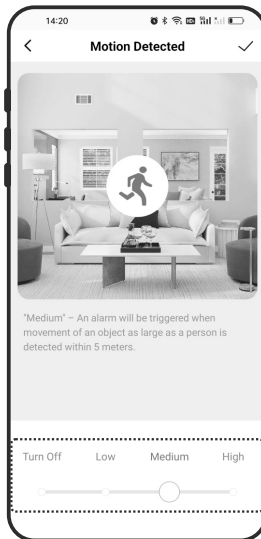 14:20
Motion Detected
"Medium" – An alarm will be triggered when
movement of an object as large as a person is
detected within 5 meters.
Turn Off Low Medium High